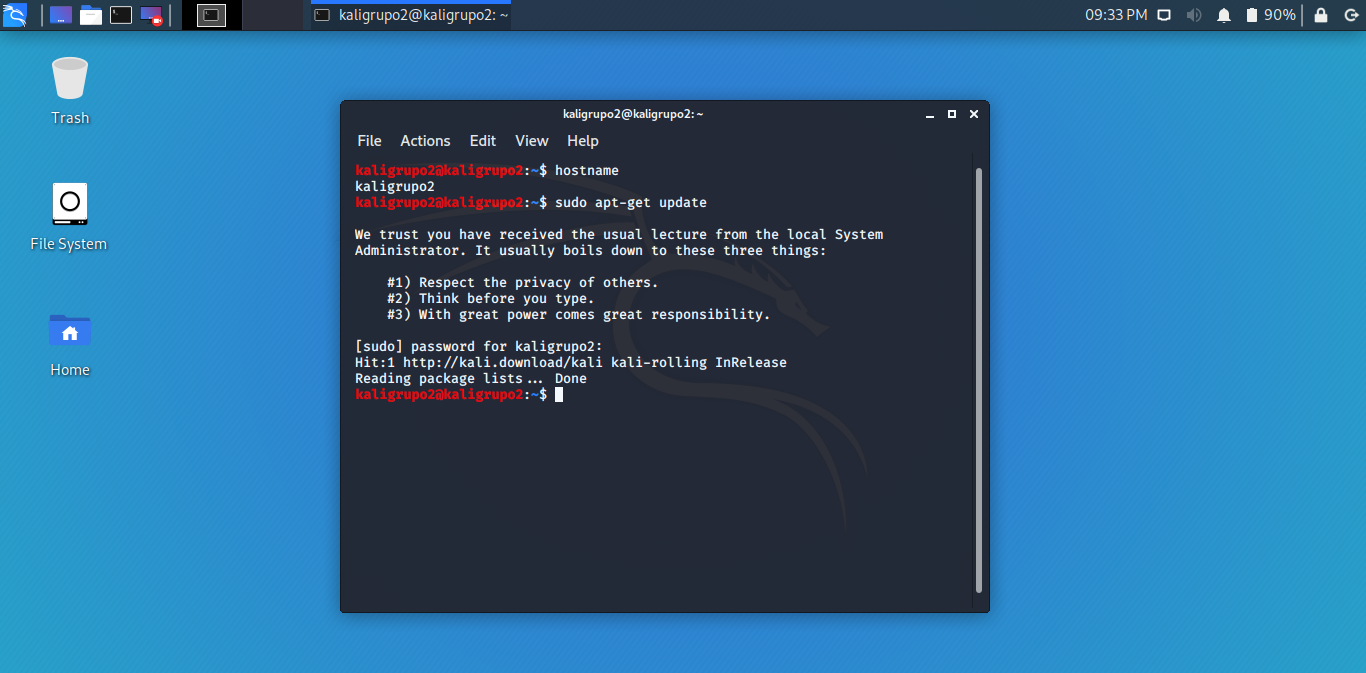 kaligrupo2@kaligrupo2: ~
09:33 PM
90%
Trash
File System
Home
kaligrupo2@kaligrupo2: ~
File Actions Edit View Help
kaligrupo2@kaligrupo2:~$ hostname
kaligrupo2
kaligrupo2@kaligrupo2:~$ sudo apt-get update
We trust you have received the usual lecture from the local System
Administrator. It usually boils down to these three things:
#1) Respect the privacy of others.
#2) Think before you type.
#3) With great power comes great responsibility.
[sudo] password for kaligrupo2:
Hit:1 http://kali.download/kali kali-rolling InRelease
Reading package lists... Done
kaligrupo2@kaligrupo2:~$